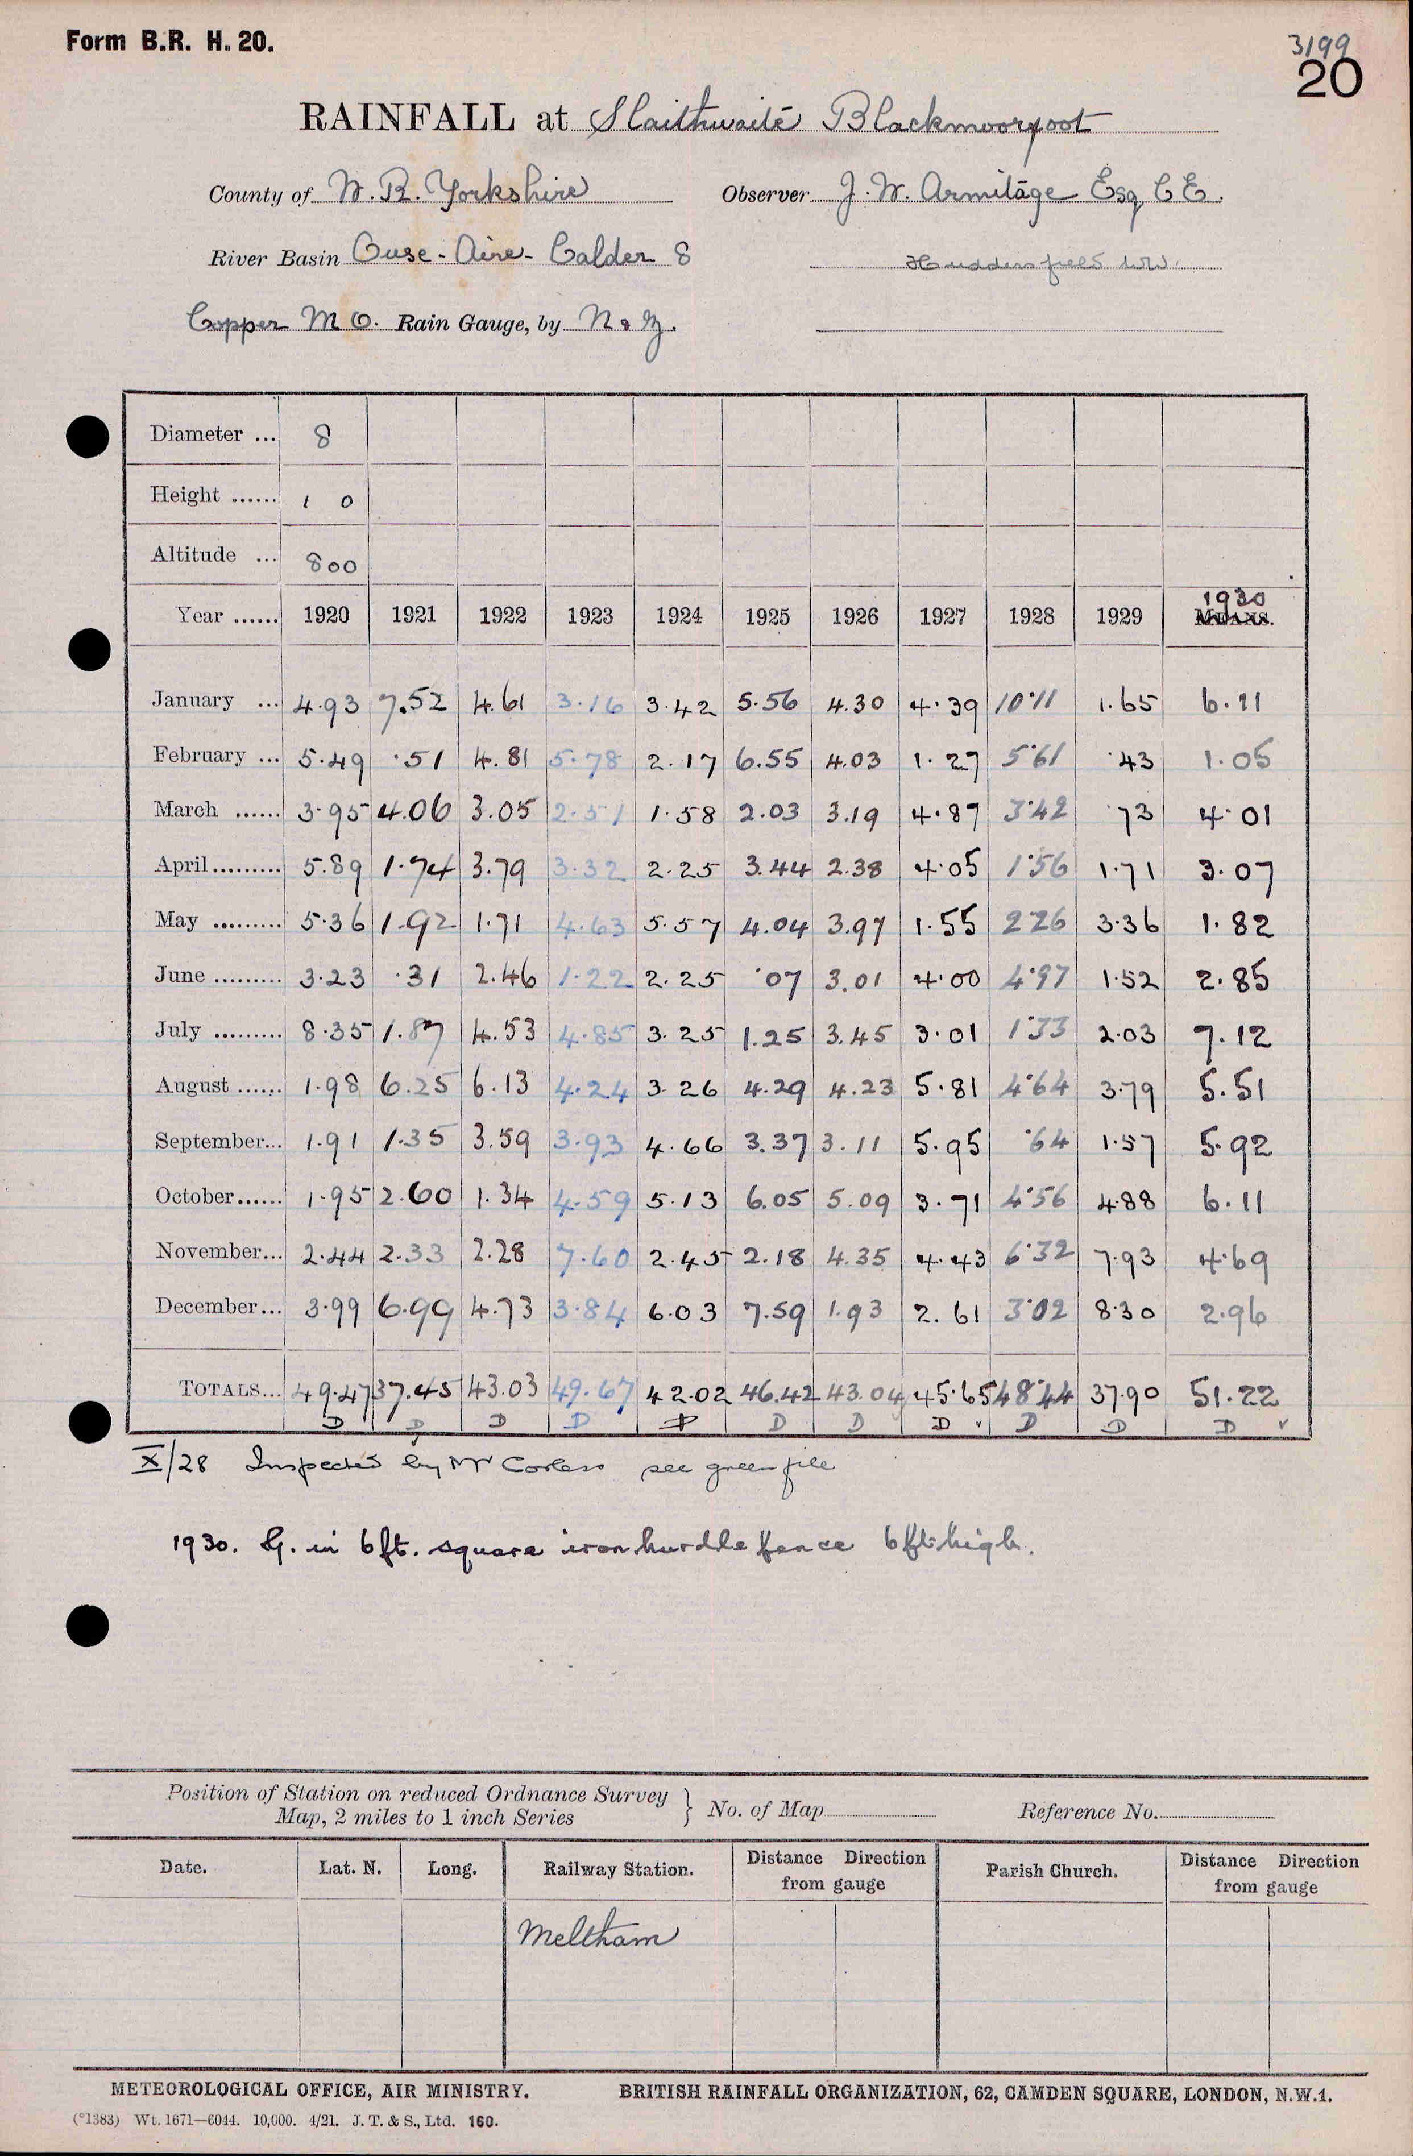 Form B.R. H. 20.
3199
20
RAINFALL at Slaithwaite Blackmoorfoot
County of W. R. Yorkshire Observer J. W. Armitage Esq C E.
River Basin Ouse - Aire - Calder 8 Huddersfield W.W.
Copper M O. Rain Gauge, by N & Z.
Diameter ... 8
Height ...... 1 0
Altitude ... 800
Year ...... 1920 1921 1922 1923 1924 1925 1926 1927 1928 1929 1930 MEANS.
January ... 4.93 7.52 4.61 3.16 3.42 5.56 4.30 4.39 10.11 1.65 6.11
February ... 5.49 .51 4.81 5.78 2.17 6.55 4.03 1.27 5.61 .43 1.05
March ...... 3.95 4.06 3.05 2.51 1.58 2.03 3.19 4.87 3.42 .73 4.01
April ......... 5.89 1.74 3.79 3.32 2.25 3.44 2.38 4.05 1.56 1.71 3.07
May ......... 5.36 1.92 1.71 4.63 5.57 4.04 3.97 1.55 2.26 3.36 1.82
June ......... 3.23 .31 2.46 1.22 2.25 .07 3.01 4.00 4.97 1.52 2.85
July ......... 8.35 1.87 4.53 4.85 3.25 1.25 3.45 3.01 1.33 2.03 7.12
August ...... 1.98 6.25 6.13 4.24 3.26 4.29 4.23 5.81 4.64 3.79 5.51
September... 1.91 1.35 3.59 3.93 4.66 3.37 3.11 5.95 .64 1.57 5.92
October...... 1.95 2.60 1.34 4.59 5.13 6.05 5.09 3.71 4.56 4.88 6.11
November... 2.44 2.33 2.28 7.60 2.45 2.18 4.35 4.43 6.32 7.93 4.69
December... 3.99 6.99 4.73 3.84 6.03 7.59 1.93 2.61 3.02 8.30 2.96
TOTALS... 49.47 37.45 43.03 49.67 42.02 46.42 43.04 45.65 48.44 37.90 51.22
D D D D D D D D ✓ D D D ✓
X/28 Inspected by Mr Corless see green file
1930. G. in 6 ft. square iron hurdle fence 6 ft. high.
Position of Station on reduced Ordnance Survey
Map, 2 miles to 1 inch Series } No. of Map Reference No.
Date. Lat. N. Long. Railway Station. Distance Direction from gauge Parish Church. Distance Direction from gauge
Meltham
METEOROLOGICAL OFFICE, AIR MINISTRY. BRITISH RAINFALL ORGANIZATION, 62, CAMDEN SQUARE, LONDON, N.W.1.
(*1383) Wt. 1671—6044. 10,000. 4/21. J. T. & S., Ltd. 160.